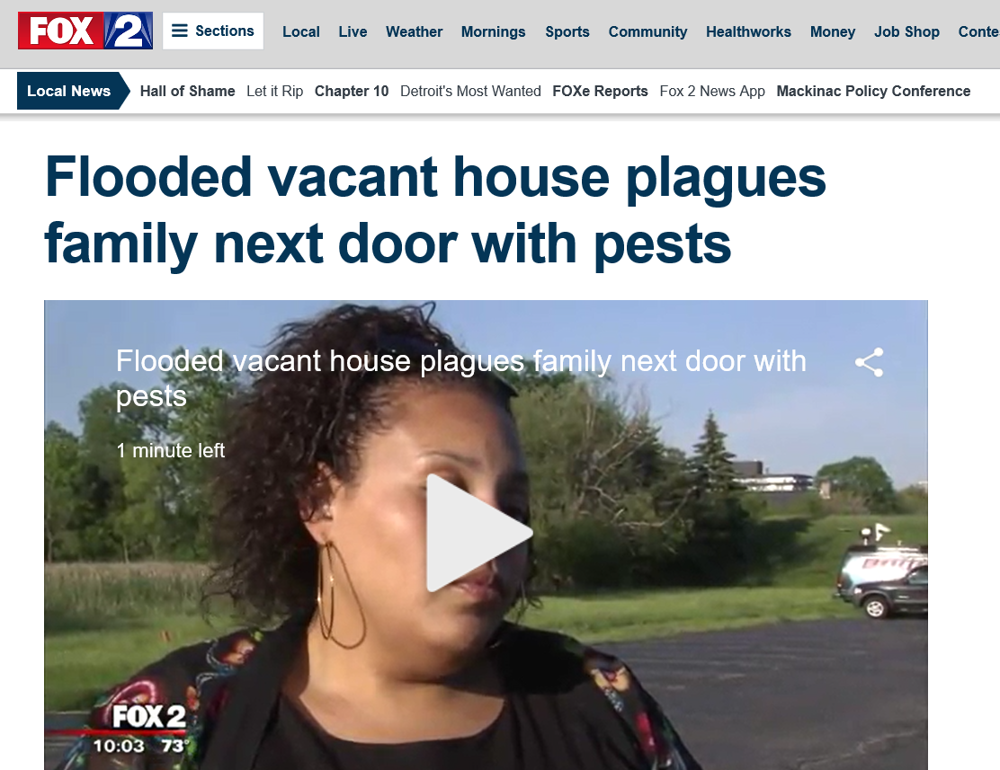 FOX 2 Sections Local Live Weather Mornings Sports Community Healthworks Money Job Shop Conte
Local News Hall of Shame Let it Rip Chapter 10 Detroit's Most Wanted FOXe Reports Fox 2 News App Mackinac Policy Conference
Flooded vacant house plagues
family next door with pests
Flooded vacant house plagues family next door with
pests
1 minute left
FOX 2
10:03 73°